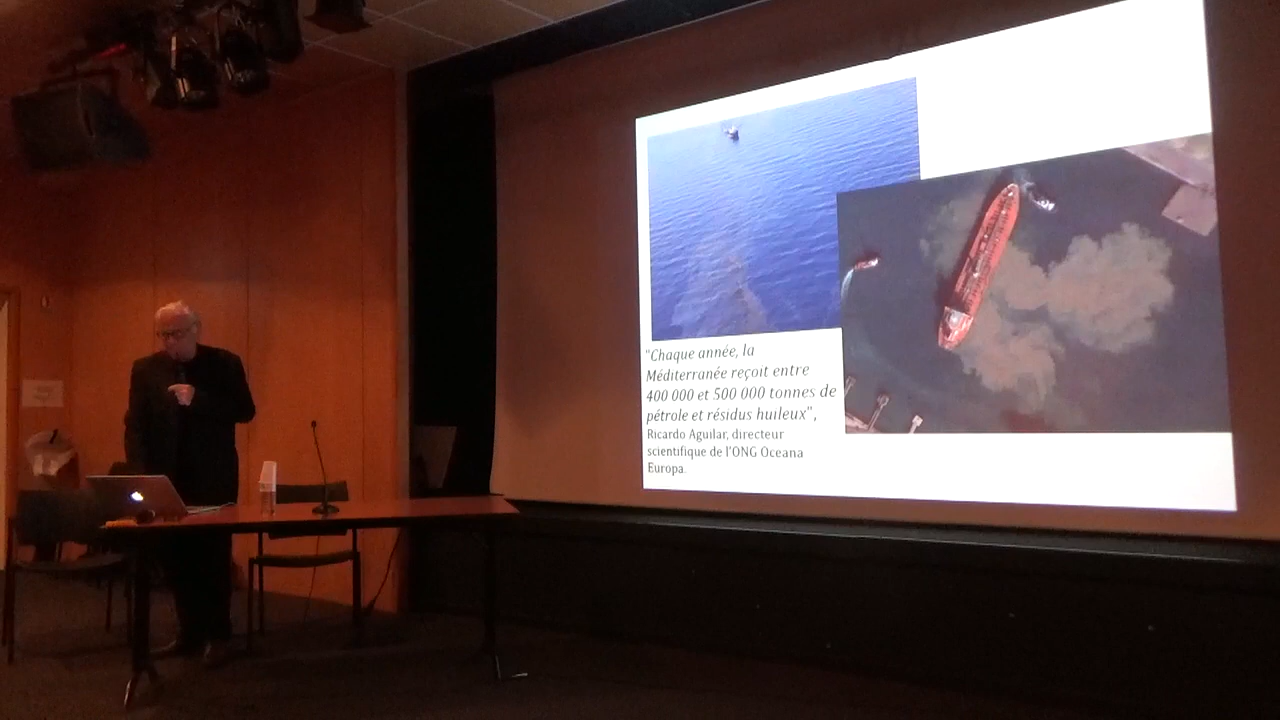 "Chaque année, la
Méditerranée reçoit entre
400 000 et 500 000 tonnes de
pétrole et résidus huileux",
Ricardo Aguilar, directeur
scientifique de l'ONG Oceana
Europa.